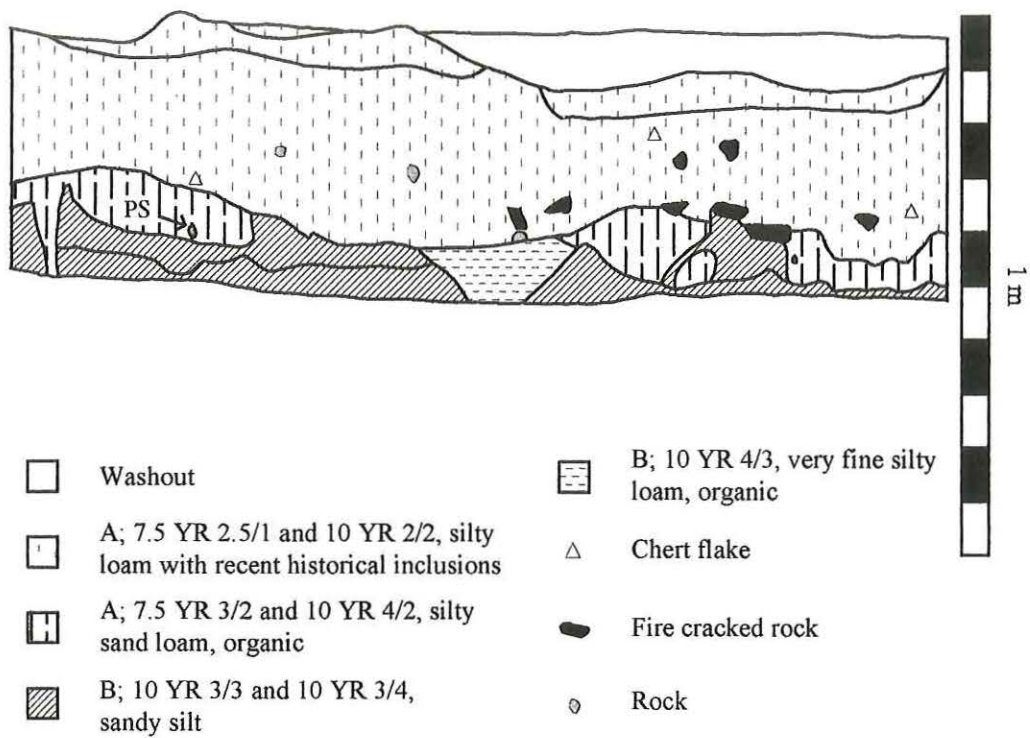 PS
1 m
Washout
A; 7.5 YR 2.5/1 and 10 YR 2/2, silty
loam with recent historical inclusions
A; 7.5 YR 3/2 and 10 YR 4/2, silty
sand loam, organic
B; 10 YR 3/3 and 10 YR 3/4,
sandy silt
B; 10 YR 4/3, very fine silty
loam, organic
Chert flake
Fire cracked rock
Rock